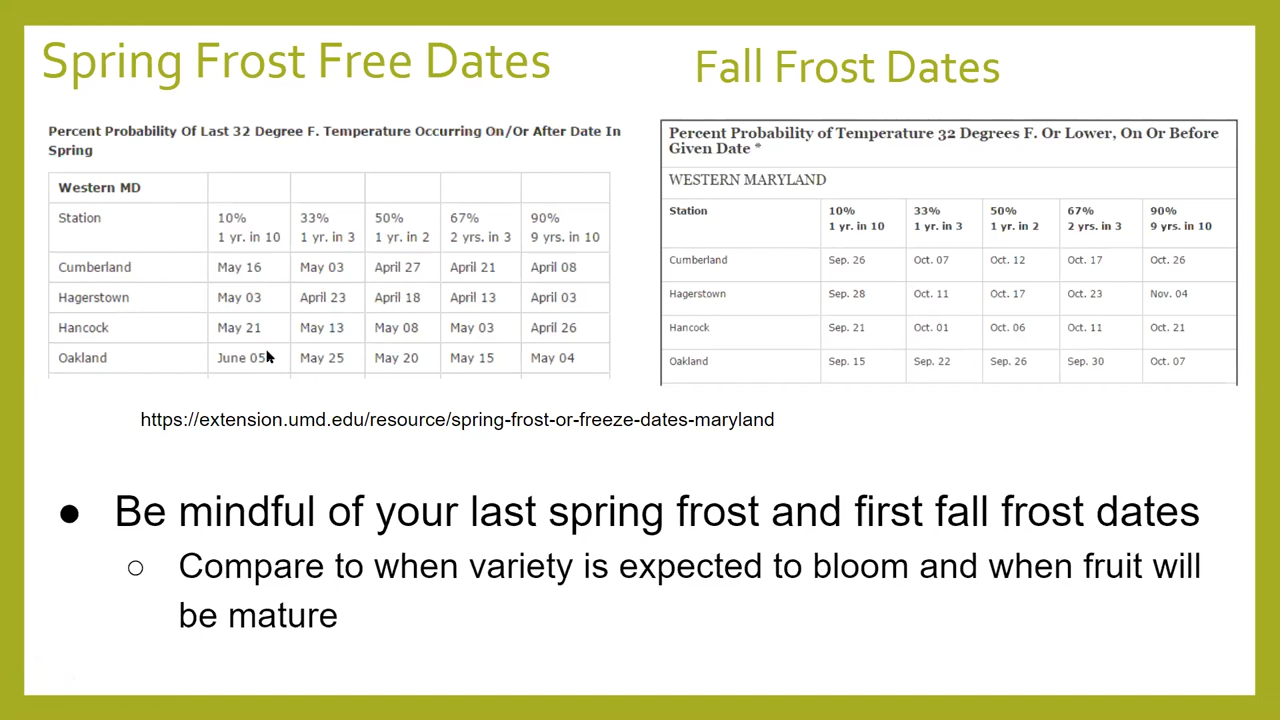 Spring Frost Free Dates
Percent Probability Of Last 32 Degree F. Temperature Occurring On/Or After Date In
Spring
Western MD
Station 10% 33% 50% 67% 90%
1 yr. in 10 1 yr. in 3 1 yr. in 2 2 yrs. in 3 9 yrs. in 10
Cumberland May 16 May 03 April 27 April 21 April 08
Hagerstown May 03 April 23 April 18 April 13 April 03
Hancock May 21 May 13 May 08 May 03 April 26
Oakland June 05 May 25 May 20 May 15 May 04
Fall Frost Dates
Percent Probability of Temperature 32 Degrees F. Or Lower, On Or Before
Given Date *
WESTERN MARYLAND
Station 10% 33% 50% 67% 90%
1 yr. in 10 1 yr. in 3 1 yr. in 2 2 yrs. in 3 9 yrs. in 10
Cumberland Sep. 26 Oct. 07 Oct. 12 Oct. 17 Oct. 26
Hagerstown Sep. 28 Oct. 11 Oct. 17 Oct. 23 Nov. 04
Hancock Sep. 21 Oct. 01 Oct. 06 Oct. 11 Oct. 21
Oakland Sep. 15 Sep. 22 Sep. 26 Sep. 30 Oct. 07
https://extension.umd.edu/resource/spring-frost-or-freeze-dates-maryland
● Be mindful of your last spring frost and first fall frost dates
○ Compare to when variety is expected to bloom and when fruit will
be mature